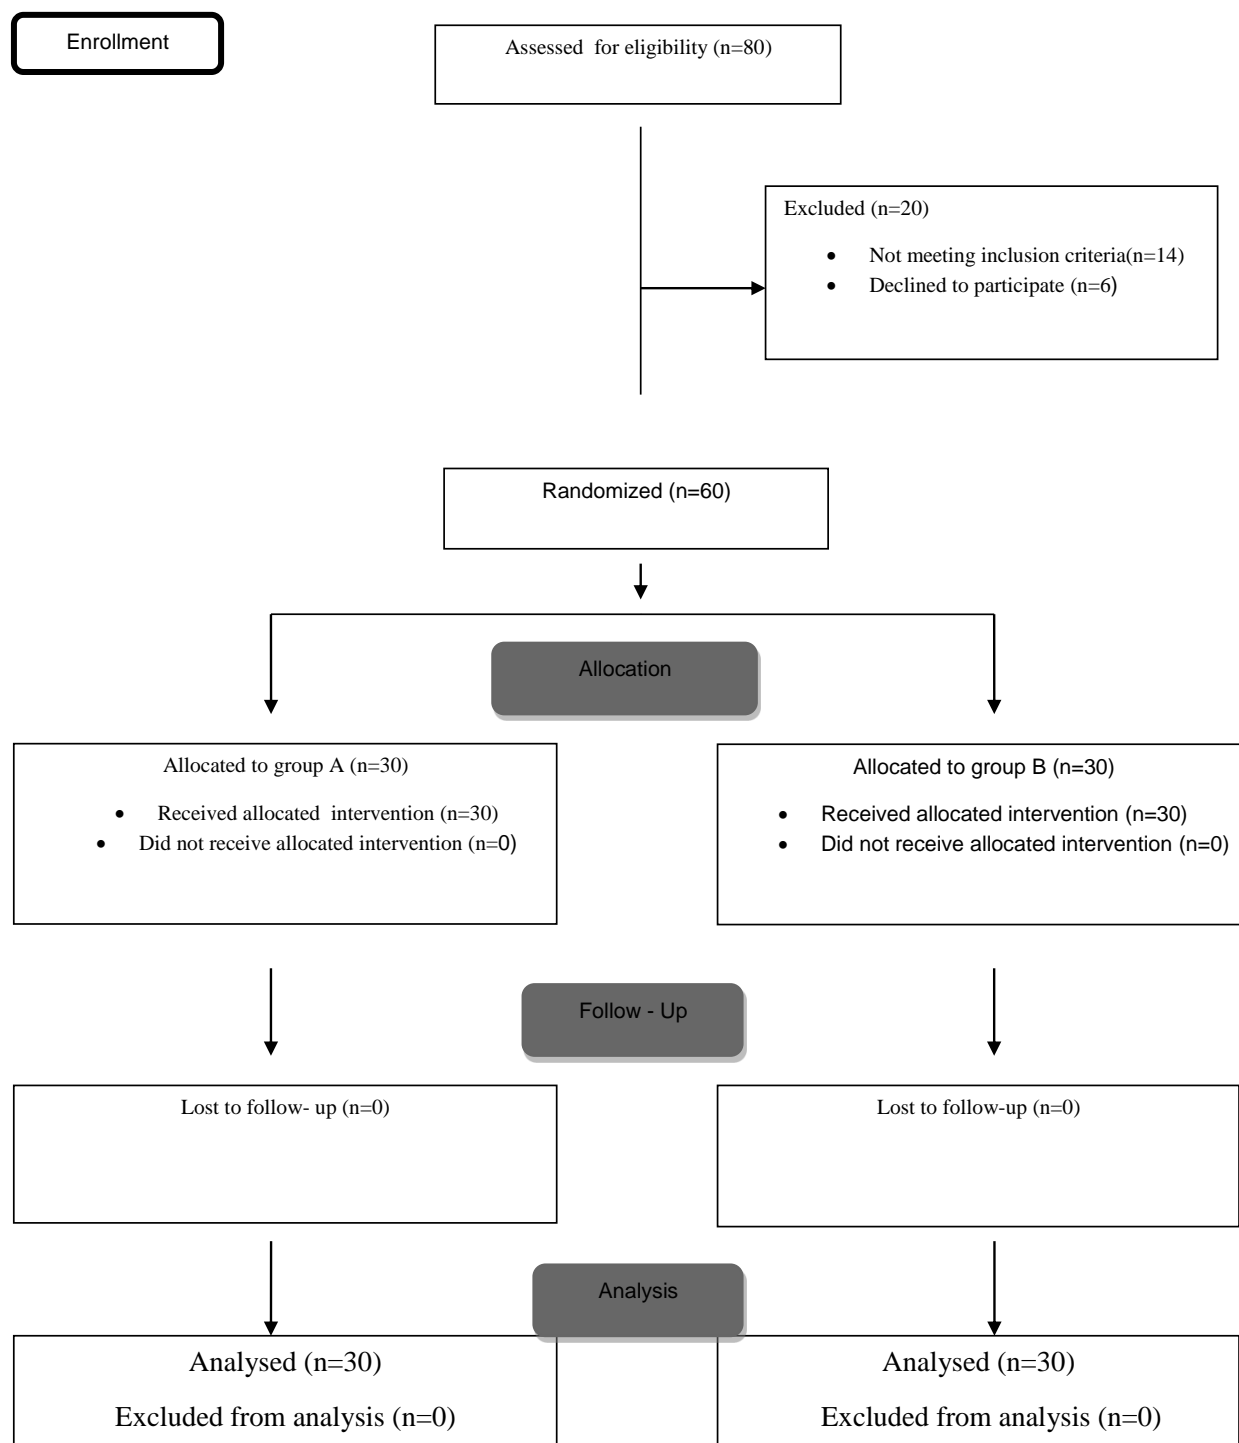 Enrollment
Assessed  for eligibility (n=80)
Excluded (n=20)
• Not meeting inclusion criteria(n=14)
• Declined to participate (n=6)
Randomized (n=60)
Allocation
Allocated to group A (n=30)
• Received allocated  intervention (n=30)
• Did not receive allocated intervention (n=0)
Allocated to group B (n=30)
• Received allocated intervention (n=30)
• Did not receive allocated intervention (n=0)
Follow - Up
Lost to follow- up (n=0)
Lost to follow-up (n=0)
Analysis
Analysed (n=30)
Excluded from analysis (n=0)
Analysed (n=30)
Excluded from analysis (n=0)